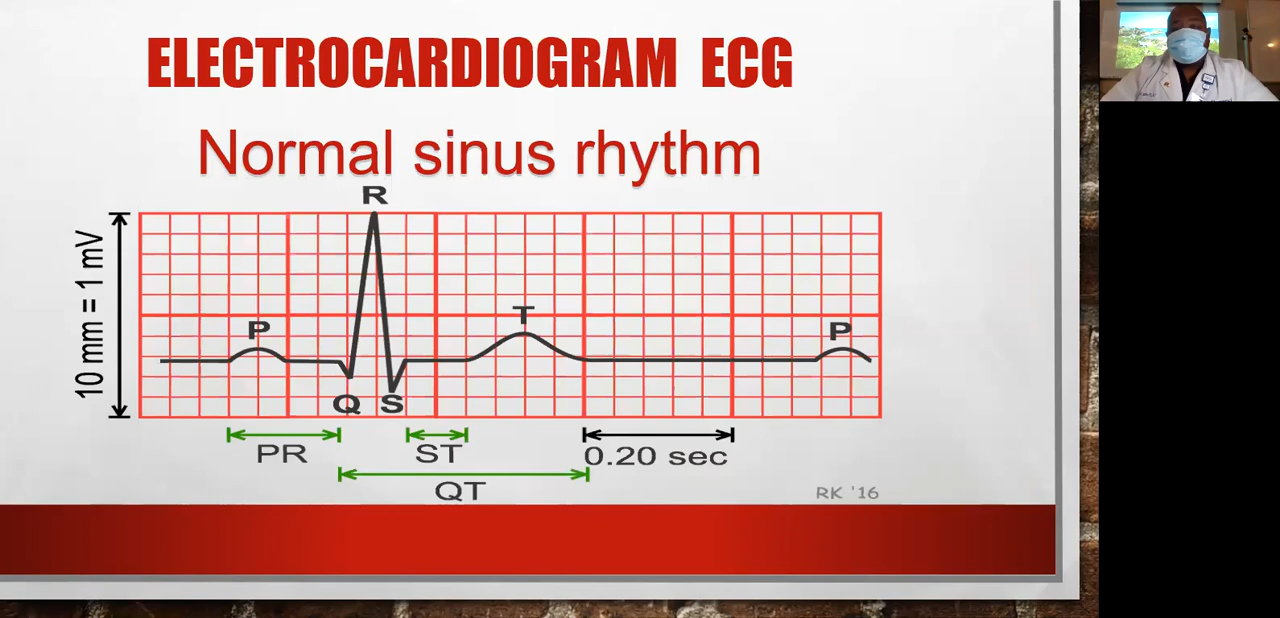 ELECTROCARDIOGRAM ECG
Normal sinus rhythm
R
10 mm = 1 mV
P
T
P
Q S
PR
ST
0.20 sec
QT
RK '16